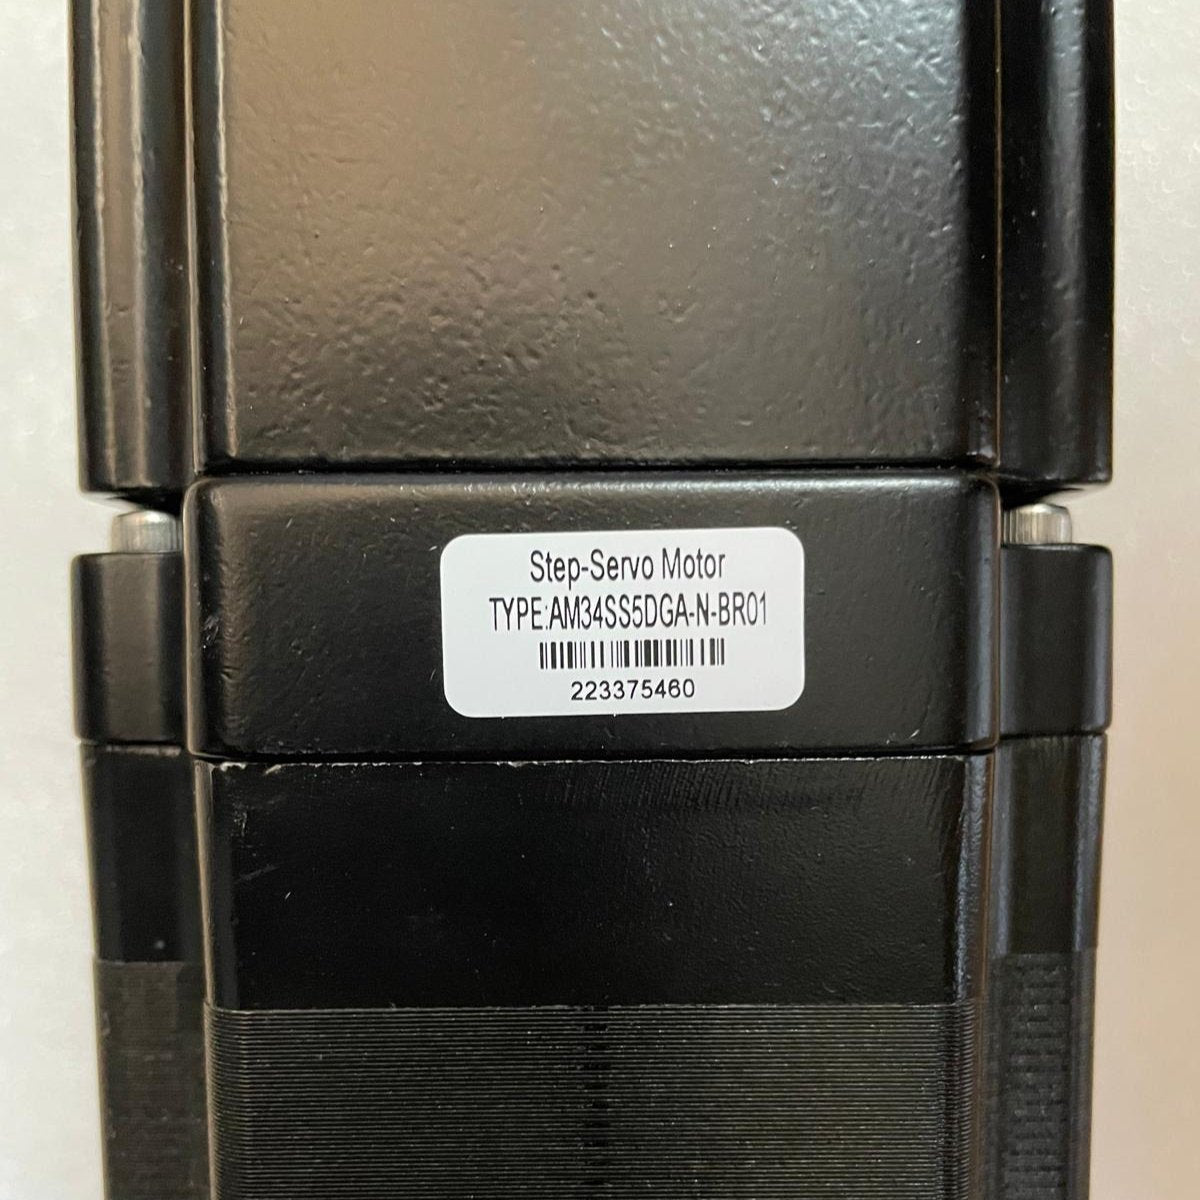 Step-Servo Motor
TYPE:AM34SS5DGA-N-BR01
223375460